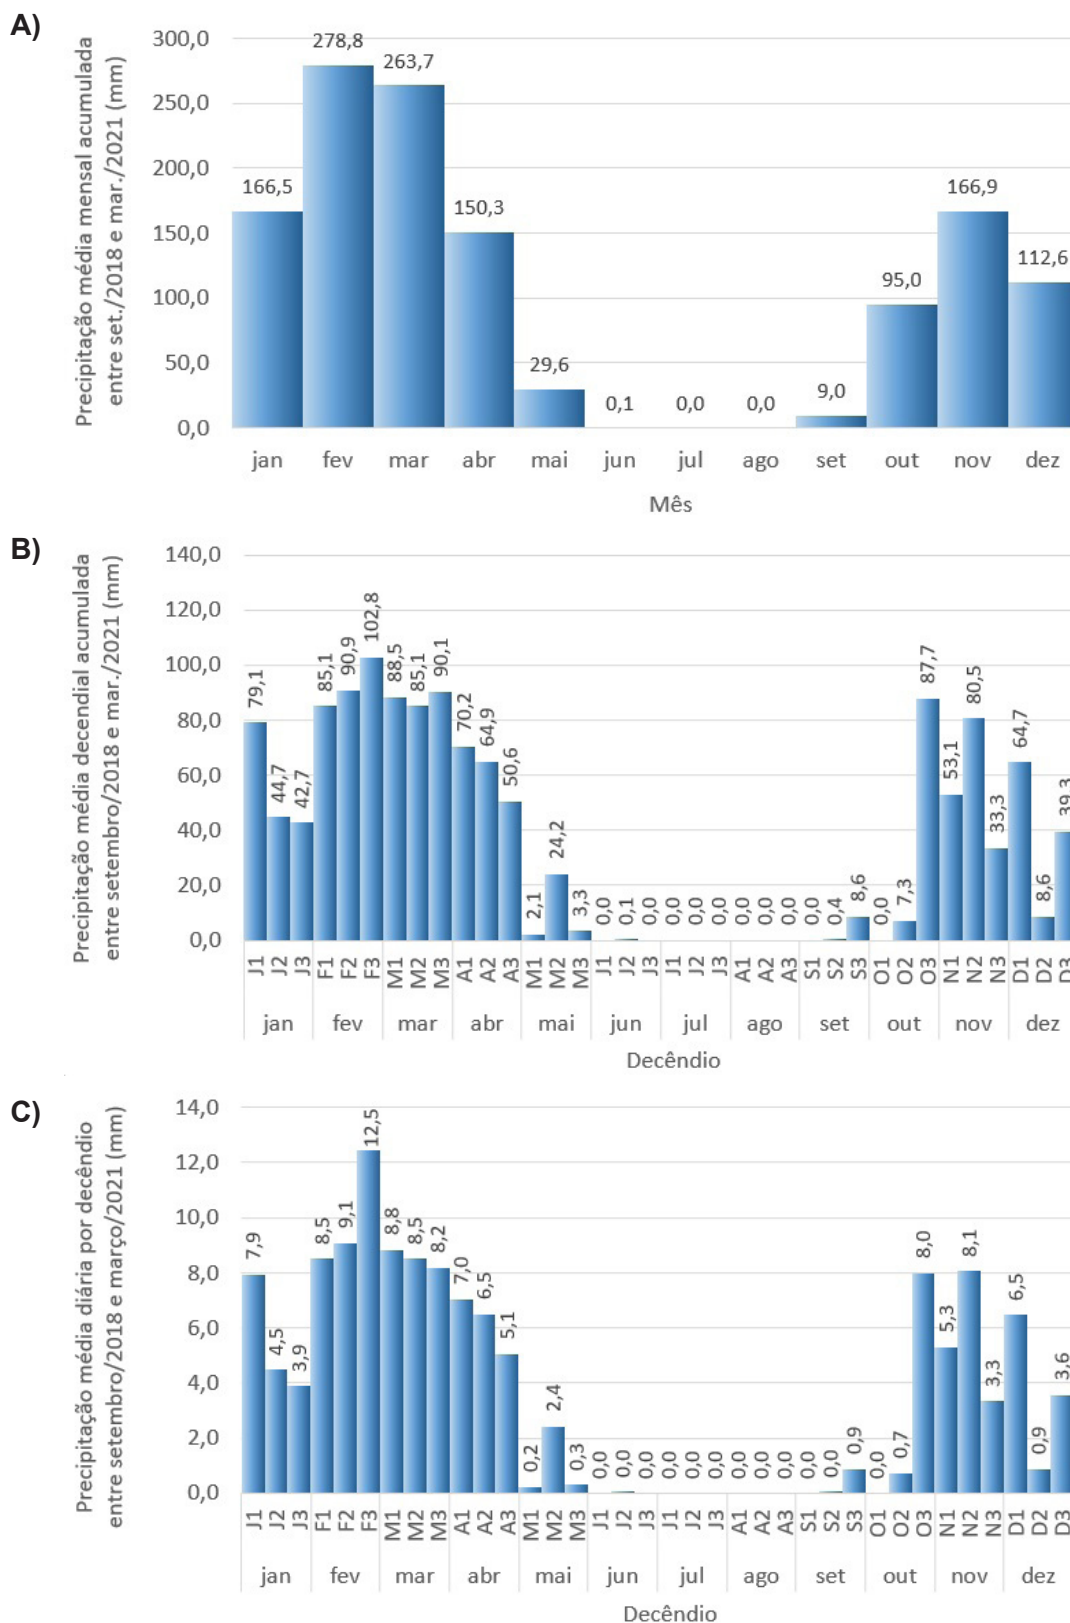 A)
Precipitação média mensal acumulada
entre set./2018 e mar./2021 (mm)
300,0
250,0
200,0
150,0
100,0
50,0
0,0
166,5
278,8
263,7
150,3
29,6
0,1
0,0
0,0
9,0
95,0
166,9
112,6
jan fev mar abr mai jun jul ago set out nov dez
Mês
B)
Precipitação média decendial acumulada
entre setembro/2018 e mar./2021 (mm)
140,0
120,0
100,0
80,0
60,0
40,0
20,0
0,0
79,1 44,7 42,7 85,1 90,9 102,8 88,5 85,1 90,1 70,2 64,9 50,6 2,1 24,2 3,3 0,0 0,1 0,0 0,0 0,0 0,0 0,0 0,0 0,0 0,0 0,4 8,6 0,0 7,3 87,7 53,1 80,5 33,3 64,7 8,6 39,3
J1 J2 J3 F1 F2 F3 M1 M2 M3 A1 A2 A3 M1 M2 M3 J1 J2 J3 J1 J2 J3 A1 A2 A3 S1 S2 S3 O1 O2 O3 N1 N2 N3 D1 D2 D3
jan fev mar abr mai jun jul ago set out nov dez
Decêndio
C)
Precipitação média diária por decêndio
entre setembro/2018 e março/2021 (mm)
14,0
12,0
10,0
8,0
6,0
4,0
2,0
0,0
7,9 4,5 3,9 8,5 9,1 12,5 8,8 8,5 8,2 7,0 6,5 5,1 0,2 2,4 0,3 0,0 0,0 0,0 0,0 0,0 0,0 0,0 0,0 0,0 0,0 0,0 0,9 0,0 0,7 8,0 5,3 8,1 3,3 6,5 0,9 3,6
J1 J2 J3 F1 F2 F3 M1 M2 M3 A1 A2 A3 M1 M2 M3 J1 J2 J3 J1 J2 J3 A1 A2 A3 S1 S2 S3 O1 O2 O3 N1 N2 N3 D1 D2 D3
jan fev mar abr mai jun jul ago set out nov dez
Decêndio